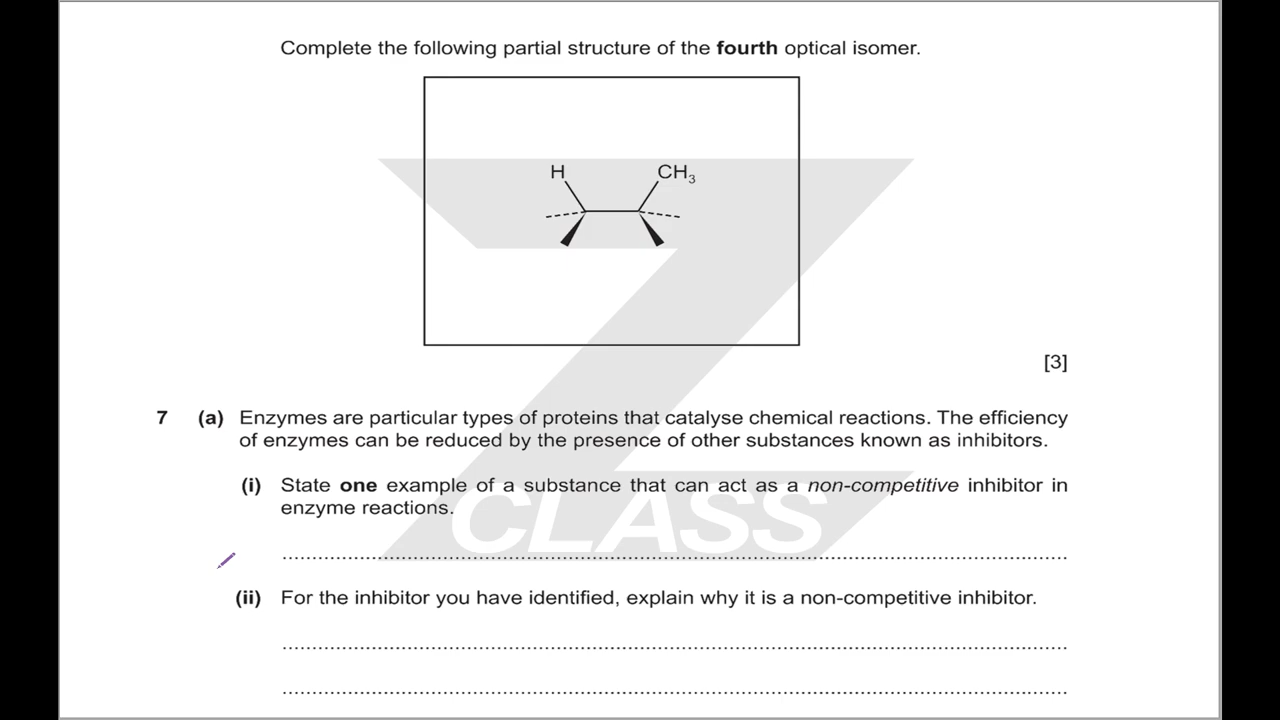 Complete the following partial structure of the fourth optical isomer.
H CH₃
[3]
7 (a) Enzymes are particular types of proteins that catalyse chemical reactions. The efficiency
of enzymes can be reduced by the presence of other substances known as inhibitors.
(i) State one example of a substance that can act as a non-competitive inhibitor in
enzyme reactions.
CLASS
(ii) For the inhibitor you have identified, explain why it is a non-competitive inhibitor.